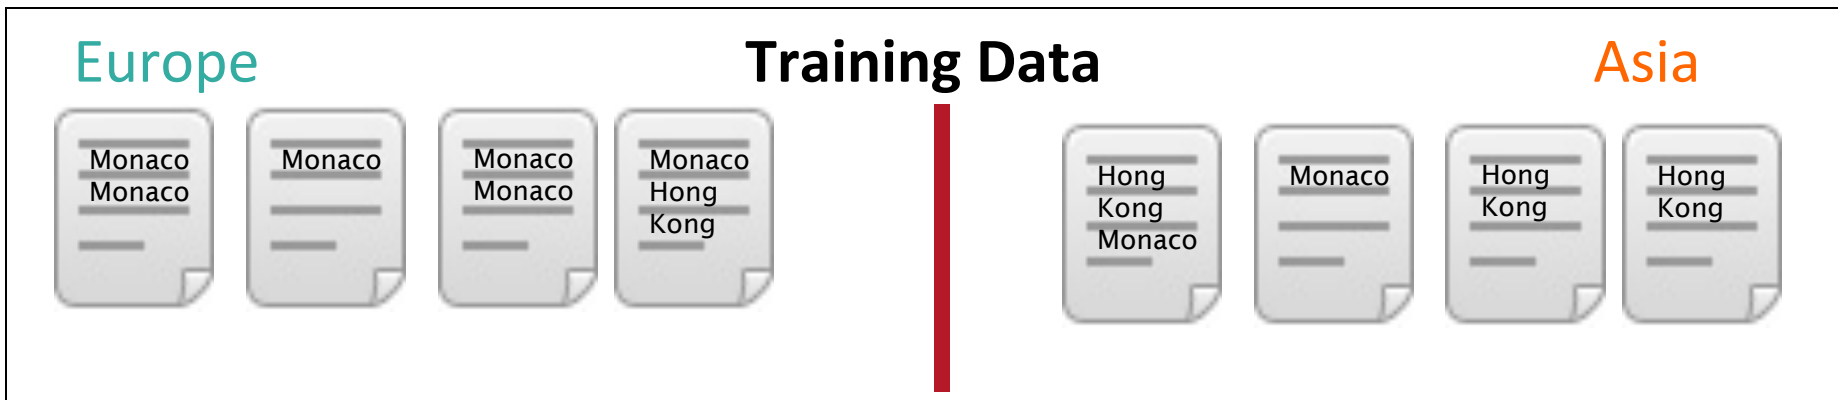 Europe
Training Data
Asia
Monaco
Monaco
Monaco
Monaco
Monaco
Monaco
Hong
Kong
Hong
Kong
Monaco
Monaco
Hong
Kong
Hong
Kong